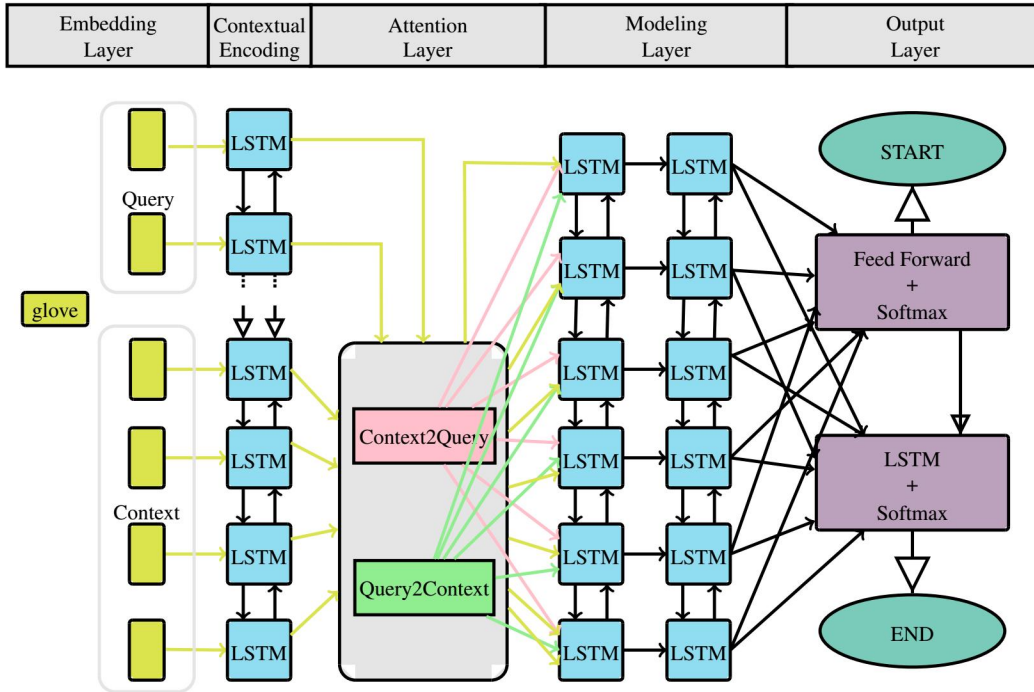 Embedding
Layer
Contextual
Encoding
Attention
Layer
Modeling
Layer
Output
Layer
LSTM
LSTM
LSTM
START
Query
LSTM
LSTM
LSTM
Feed Forward
+
Softmax
glove
LSTM
LSTM
LSTM
Context2Query
LSTM
LSTM
LSTM
LSTM
+
Softmax
Context
LSTM
LSTM
LSTM
Query2Context
LSTM
LSTM
LSTM
END